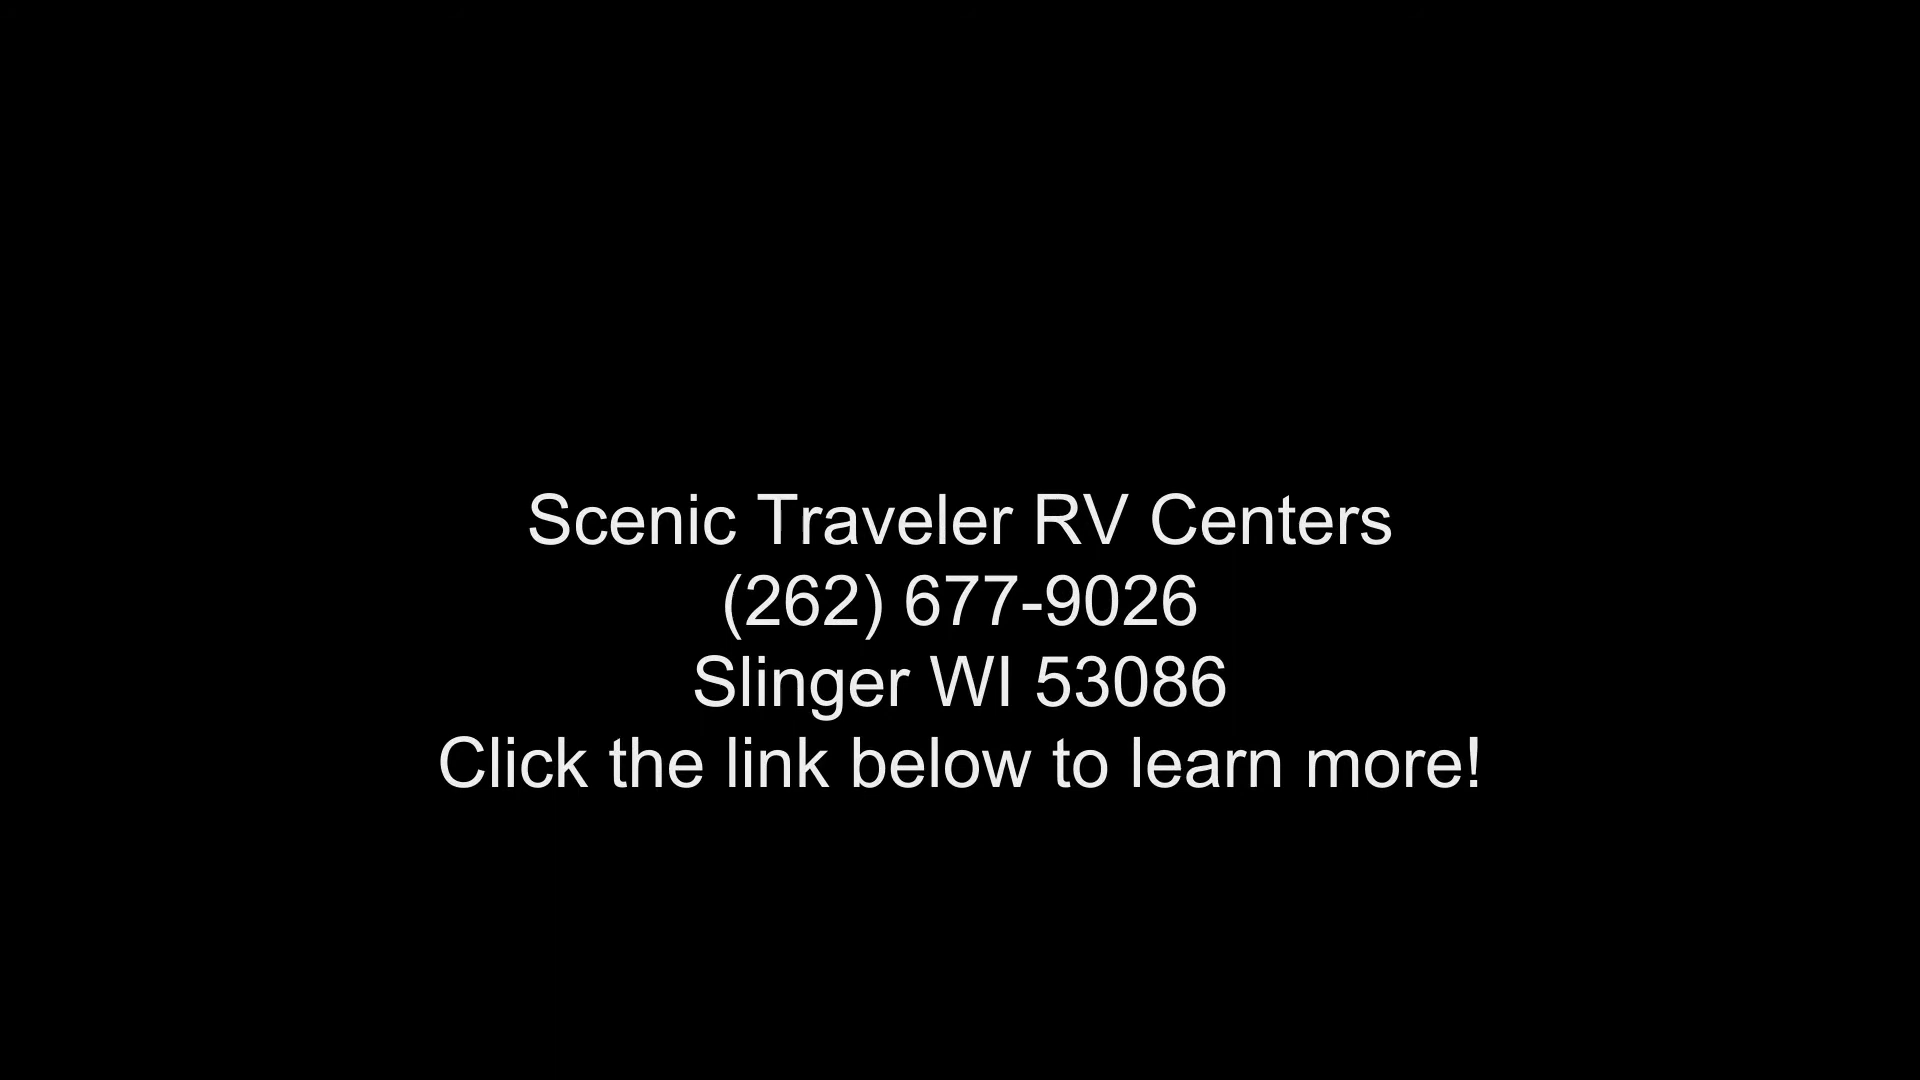 Scenic Traveler RV Centers
(262) 677-9026
Slinger WI 53086
Click the link below to learn more!